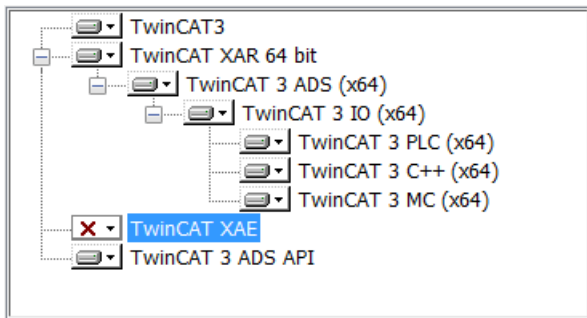 TwinCAT3
TwinCAT XAR 64 bit
TwinCAT 3 ADS (x64)
TwinCAT 3 IO (x64)
TwinCAT 3 PLC (x64)
TwinCAT 3 C++ (x64)
TwinCAT 3 MC (x64)
TwinCAT XAE
TwinCAT 3 ADS API